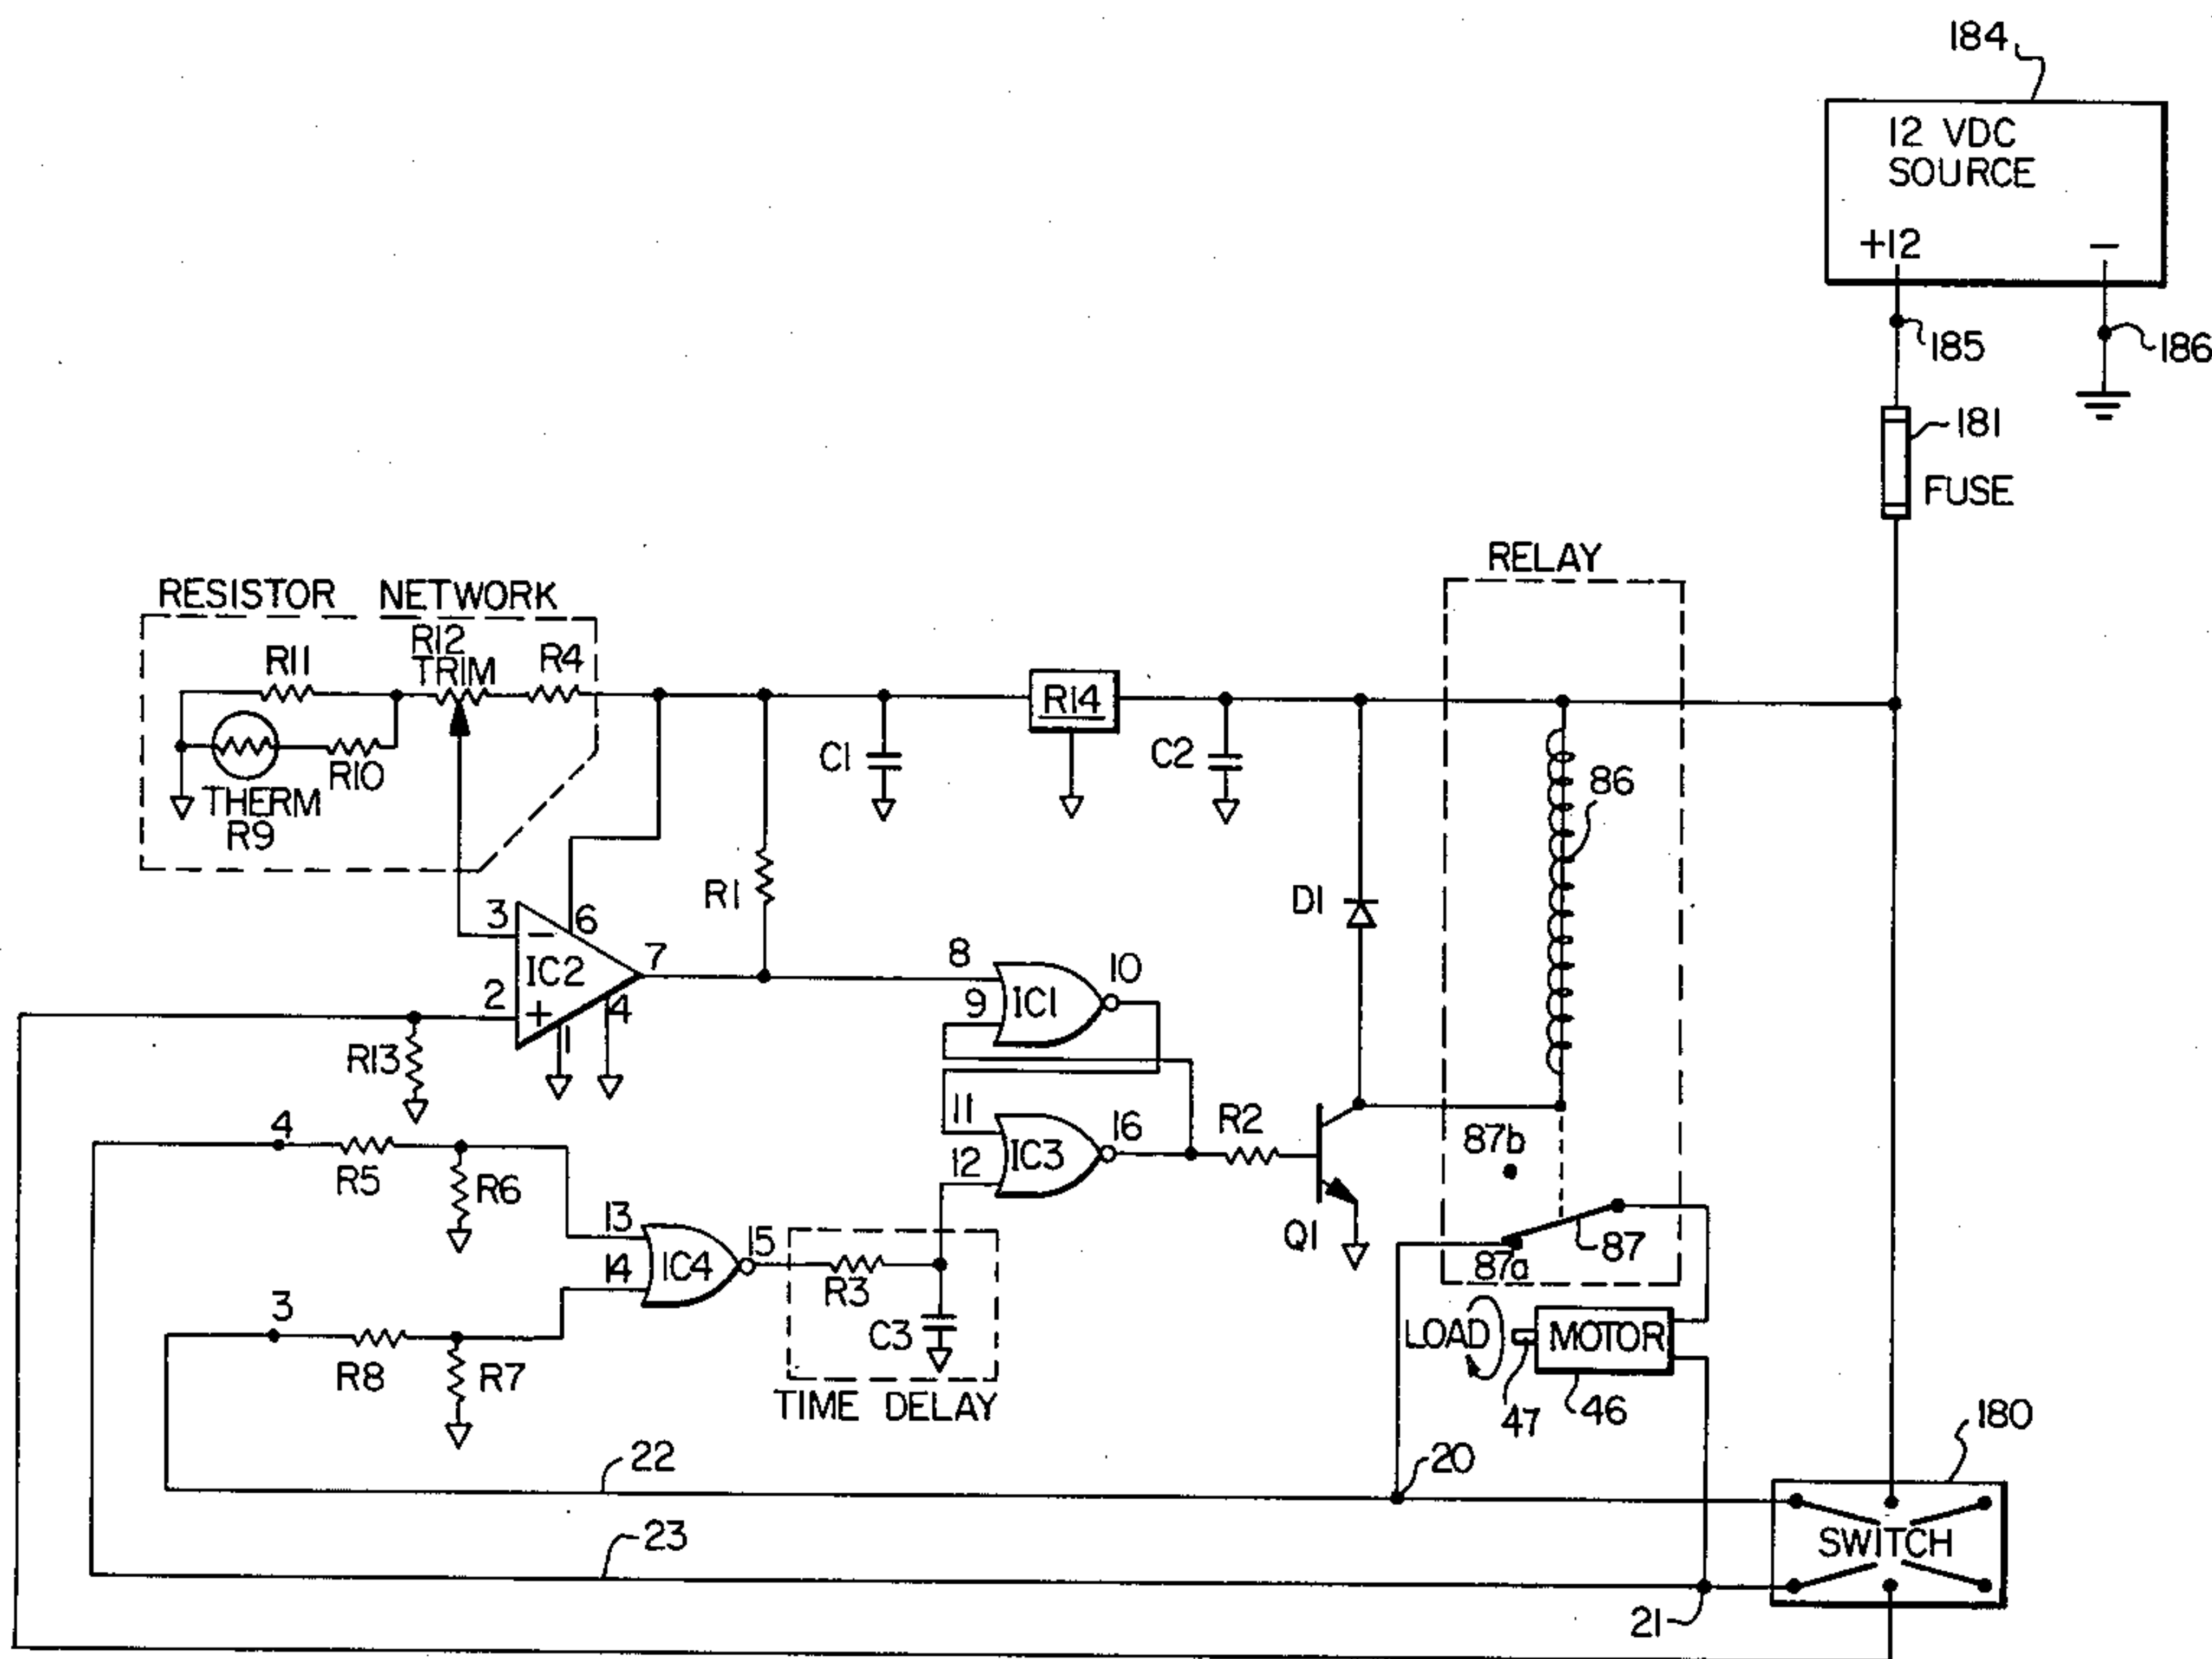 184
12 VDC
SOURCE
+12
−
185
186
181
FUSE
RELAY
RESISTOR NETWORK
R12
TRIM
R11
R4
R14
C1
C2
86
R10
THERM
R9
R1
D1
3
−
6
IC2
7
2
+
4
1
8
9
IC1
10
R13
11
12
IC3
16
R2
87b
4
R5
R6
Q1
13
14
IC4
15
R3
C3
TIME DELAY
87a
87
3
R8
R7
LOAD
MOTOR
47
46
180
22
20
SWITCH
23
21